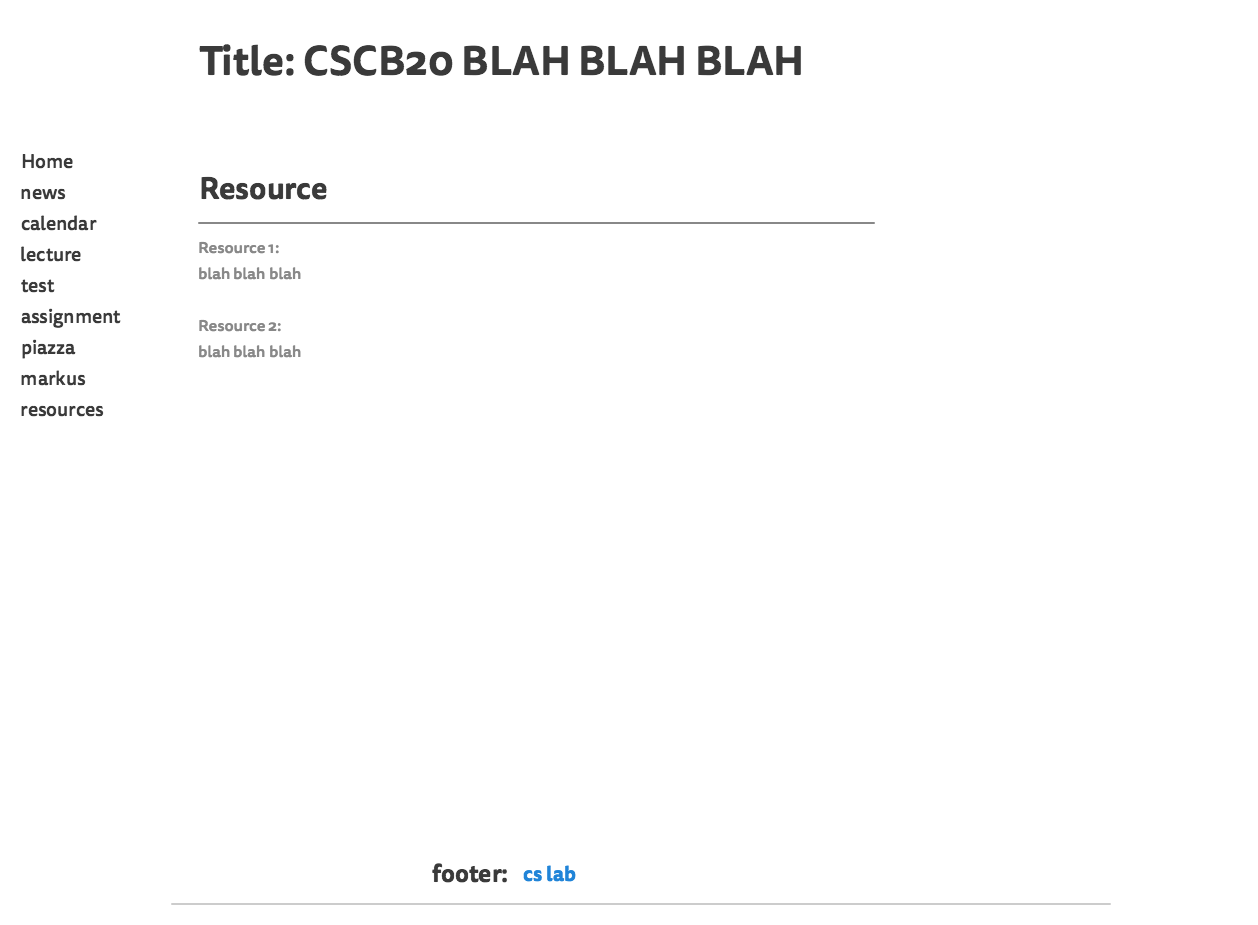 Title: CSCB20 BLAH BLAH BLAH
Home
news
calendar
lecture
test
assignment
piazza
markus
resources
Resource
Resource 1:
blah blah blah
Resource 2:
blah blah blah
footer: cs lab